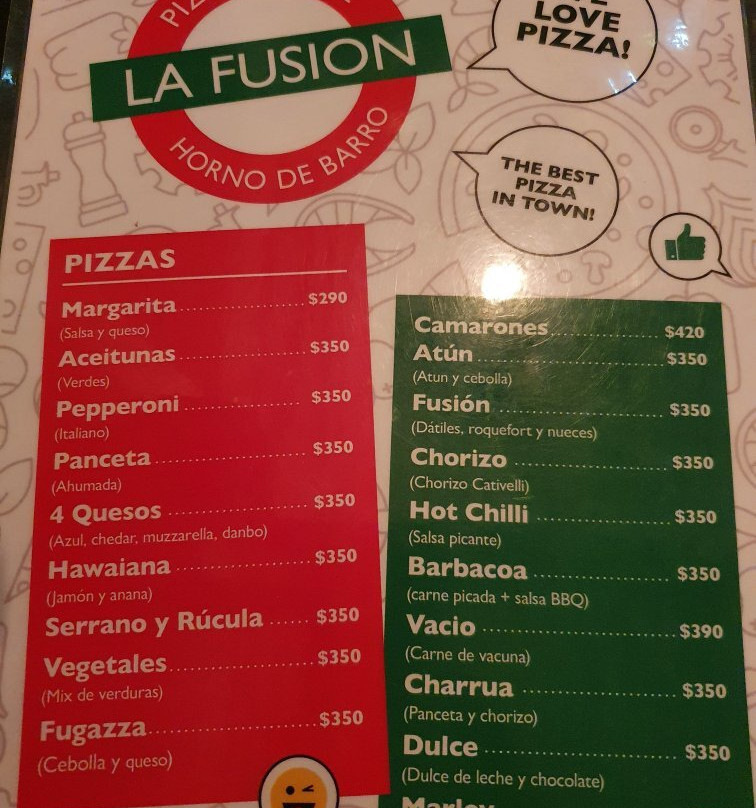 LA FUSION
HORNO DE BARRO
LOVE
PIZZA!
THE BEST
PIZZA
IN TOWN!
PIZZAS
Margarita.....................$290
(Salsa y queso)
Aceitunas.....................$350
(Verdes)
Pepperoni.....................$350
(Italiano)
Panceta.....................$350
(Ahumada)
4 Quesos.....................$350
(Azul, chedar, muzzarella, danbo)
Hawaiana.....................$350
(Jamón y anana)
Serrano y Rúcula......$350
Vegetales.....................$350
(Mix de verduras)
Fugazza.....................$350
(Cebolla y queso)
Camarones.....................$420
Atún.....................$350
(Atun y cebolla)
Fusión.....................$350
(Dátiles, roquefort y nueces)
Chorizo.....................$350
(Chorizo Cativelli)
Hot Chilli.....................$350
(Salsa picante)
Barbacoa.....................$350
(carne picada + salsa BBQ)
Vacio.....................$390
(Carne de vacuna)
Charrua.....................$350
(Panceta y chorizo)
Dulce.....................$350
(Dulce de leche y chocolate)